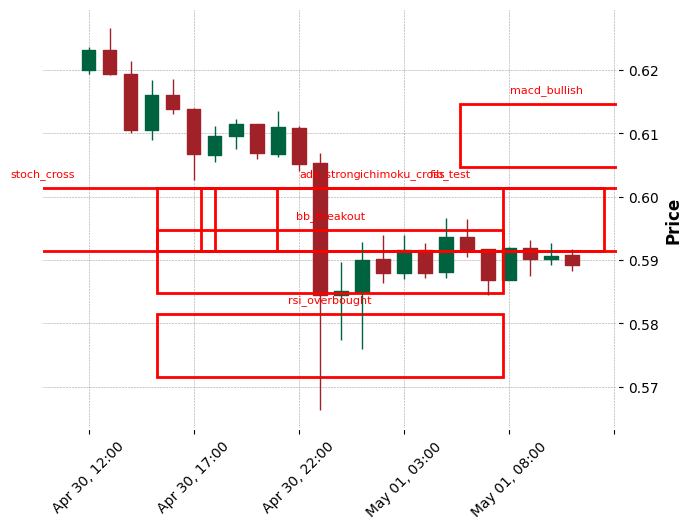 macd_bullish
0.62
0.61
stoch_cross
fib_test
0.60
bb_breakout
0.59
rsi_overbought
0.58
0.57
Price
Apr 30, 12:00
Apr 30, 17:00
Apr 30, 22:00
May 01, 03:00
May 01, 08:00